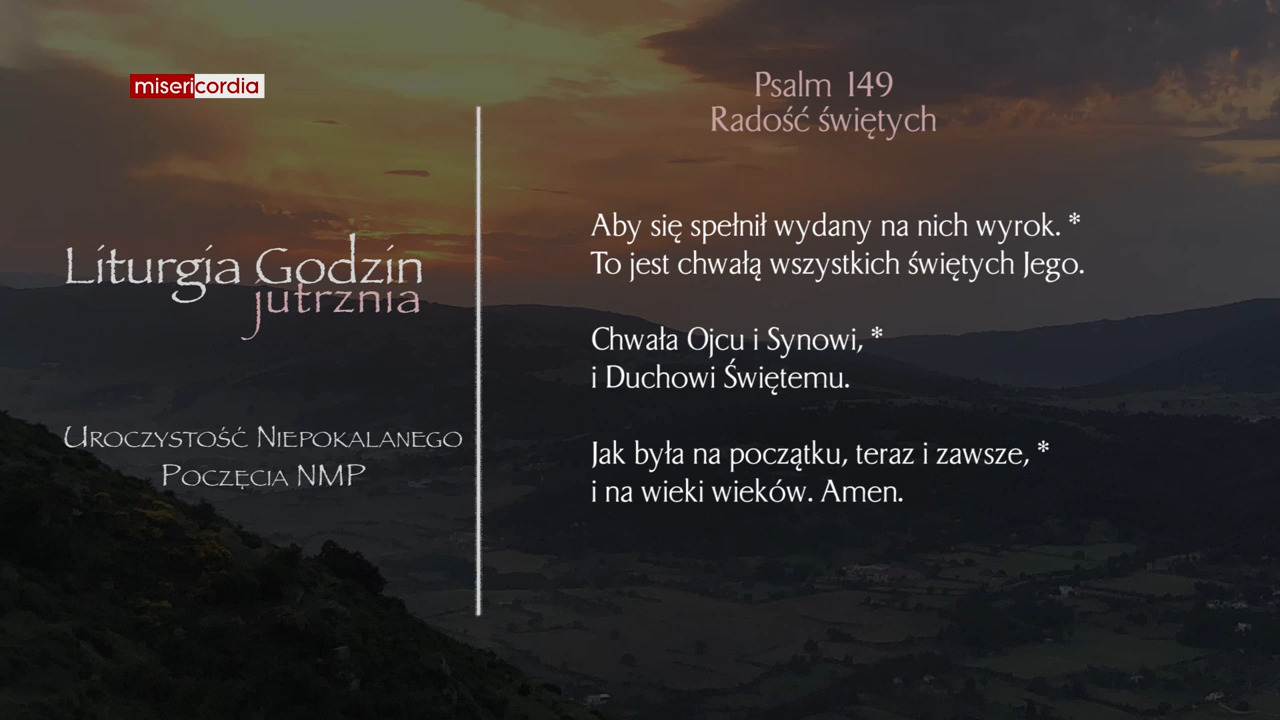 misericordia
Liturgia Godzin
jutrznia
Uroczystość Niepokalanego
Poczęcia NMP
Psalm 149
Radość świętych
Aby się spełnił wydany na nich wyrok. *
To jest chwałą wszystkich świętych Jego.
Chwała Ojcu i Synowi, *
i Duchowi Świętemu.
Jak była na początku, teraz i zawsze, *
i na wieki wieków. Amen.